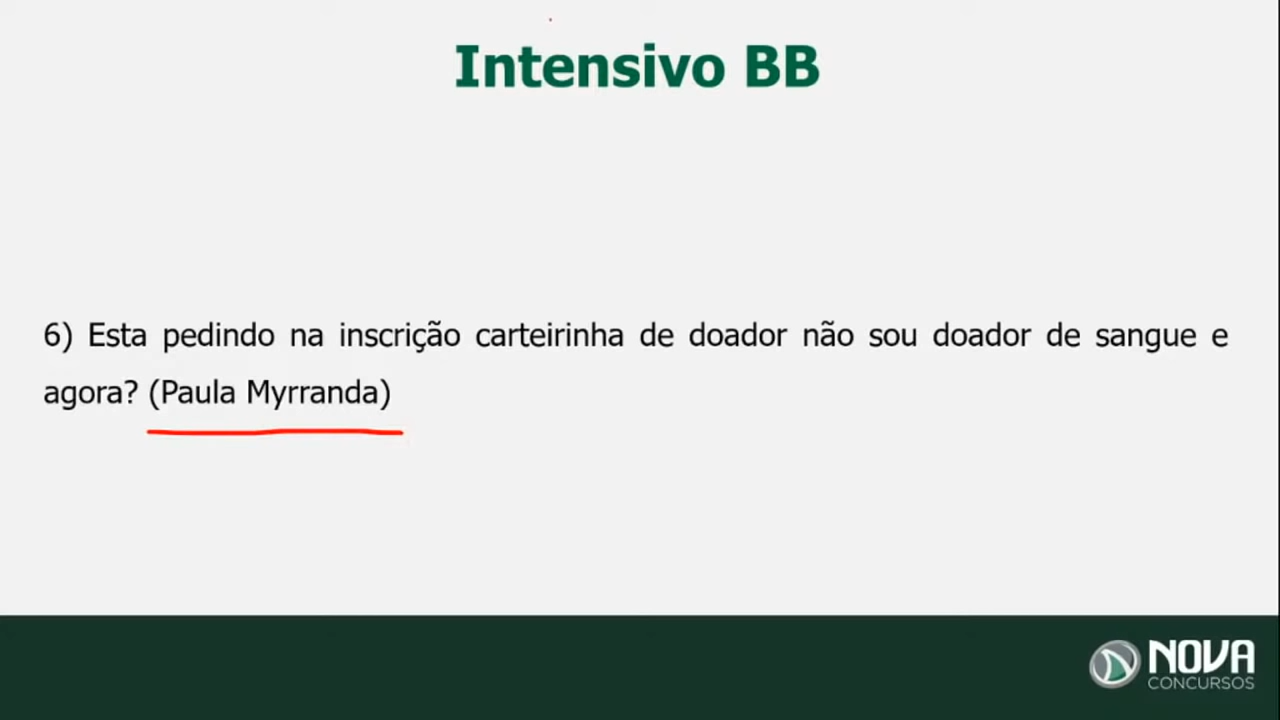 Intensivo BB
6) Esta pedindo na inscrição carteirinha de doador não sou doador de sangue e
agora? (Paula Myrranda)
NOVA
CONCURSOS